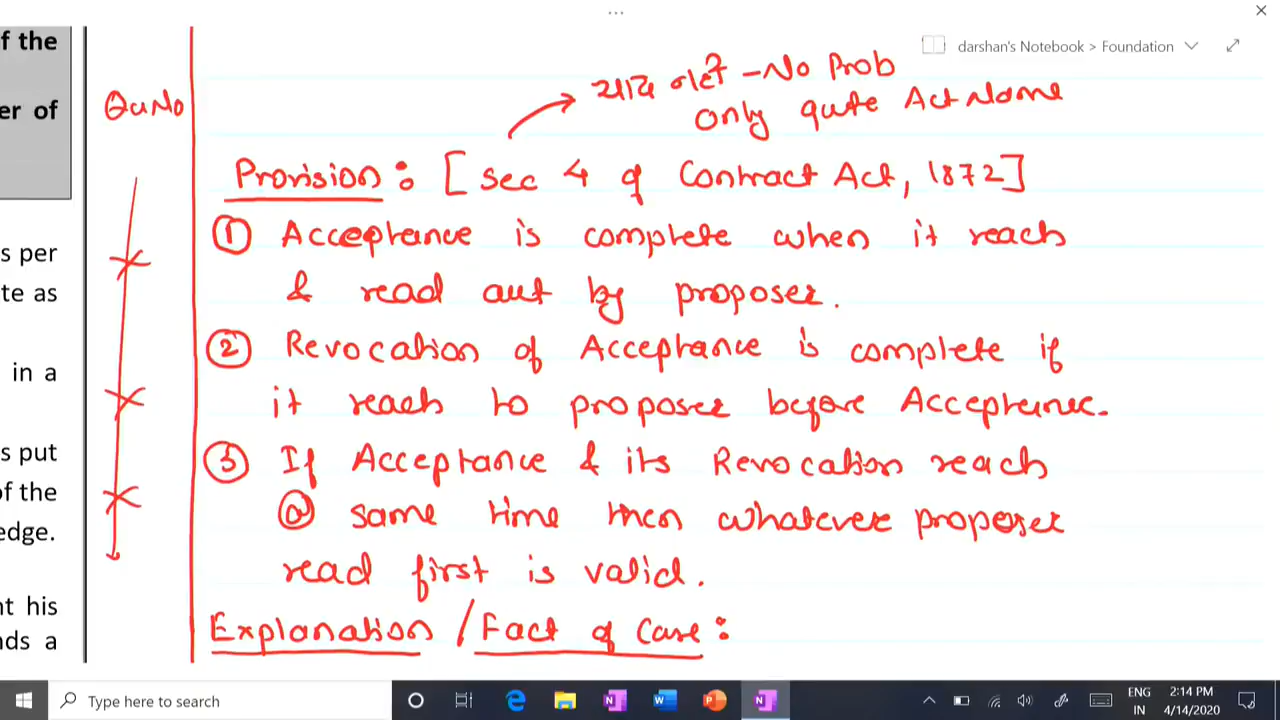 ...
f the
darshan's Notebook > Foundation
er of
Qu No
याद नहीं - No Prob
only qute Act Name
Provision : [ sec 4 of Contract Act, 1872 ]
① Acceptance is complete when it reach
& read out by proposer.
② Revocation of Acceptance is complete if
it reach to proposer before Acceptance.
③ If Acceptance & its Revocation reach
@ same time then whatever proposer
read first is valid.
Explanation / Fact of Case :
s per
te as
in a
s put
of the
edge.
nt his
nds a
Type here to search
ENG
IN
2:14 PM
4/14/2020